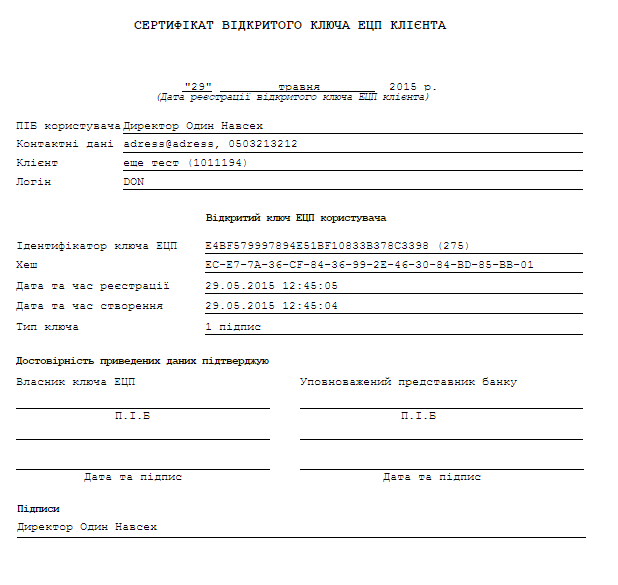 СЕРТИФІКАТ ВІДКРИТОГО КЛЮЧА ЕЦП КЛІЄНТА
"29" травня 2015 р.
(Дата реєстрації відкритого ключа ЕЦП клієнта)
ПІБ користувача Директор Один Навсех
Контактні дані adress@adress, 0503213212
Клієнт еще тест (1011194)
Логін DON
Відкритий ключ ЕЦП користувача
Ідентифікатор ключа ЕЦП E4BF579997894E51BF10833B378C3398 (275)
Хеш EC-E7-7A-36-CF-84-36-99-2E-46-30-84-BD-85-BB-01
Дата та час реєстрації 29.05.2015 12:45:05
Дата та час створення 29.05.2015 12:45:04
Тип ключа 1 підпис
Достовірність приведених даних підтверджую
Власник ключа ЕЦП Уповноважений представник банку
П.І.Б П.І.Б
Дата та підпис Дата та підпис
Підписи
Директор Один Навсех